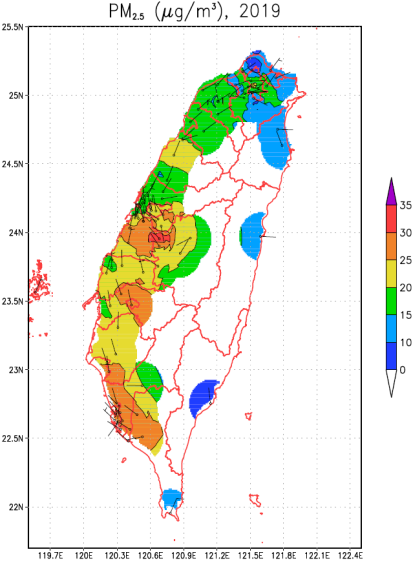 PM₂.₅ (μg/m³), 2019
25.5N
25N
24.5N
24N
23.5N
23N
22.5N
22N
35
30
25
20
15
10
0
119.7E 120E 120.3E 120.6E 120.9E 121.2E 121.5E 121.8E 122.1E 122.4E